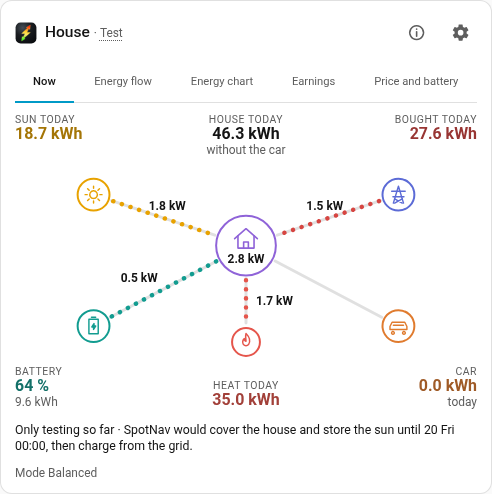 House · Test
Now
Energy flow
Energy chart
Earnings
Price and battery
SUN TODAY
18.7 kWh
HOUSE TODAY
46.3 kWh
without the car
BOUGHT TODAY
27.6 kWh
1.8 kW
1.5 kW
2.8 kW
0.5 kW
1.7 kW
BATTERY
64 %
9.6 kWh
HEAT TODAY
35.0 kWh
CAR
0.0 kWh
today
Only testing so far · SpotNav would cover the house and store the sun until 20 Fri
00:00, then charge from the grid.
Mode Balanced